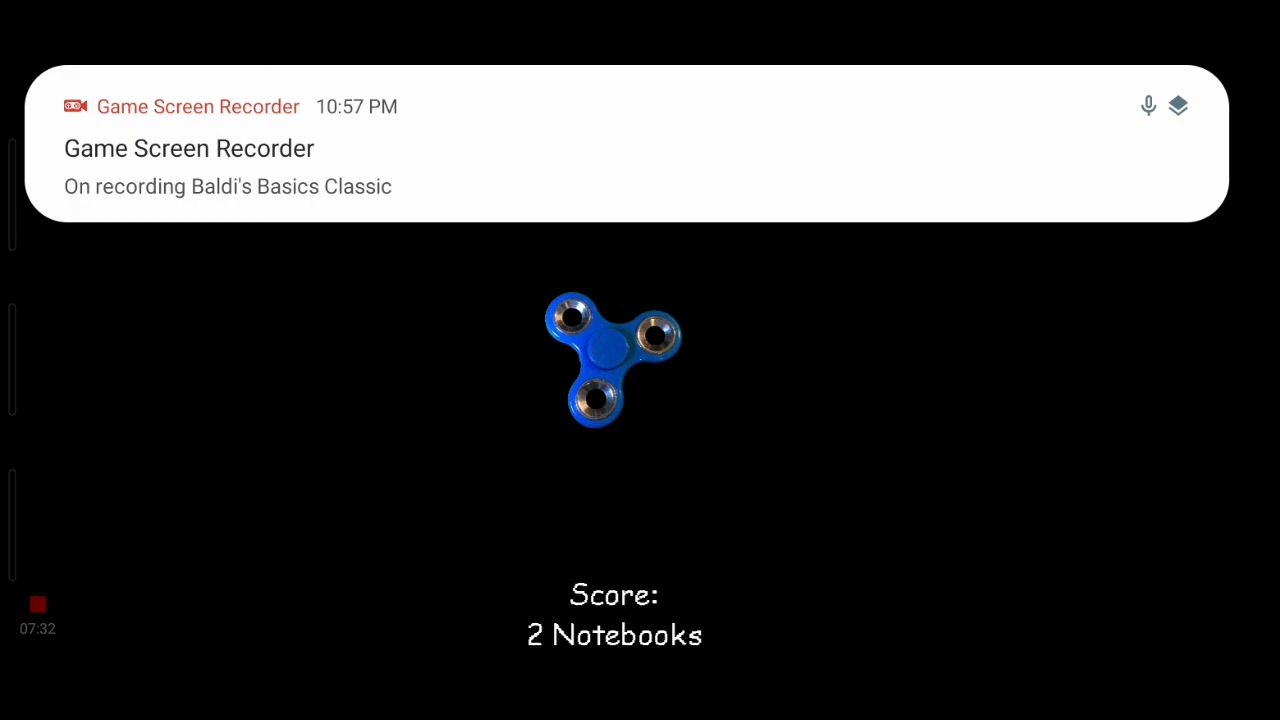 Game Screen Recorder 10:57 PM
Game Screen Recorder
On recording Baldi's Basics Classic
Score:
2 Notebooks
07:32